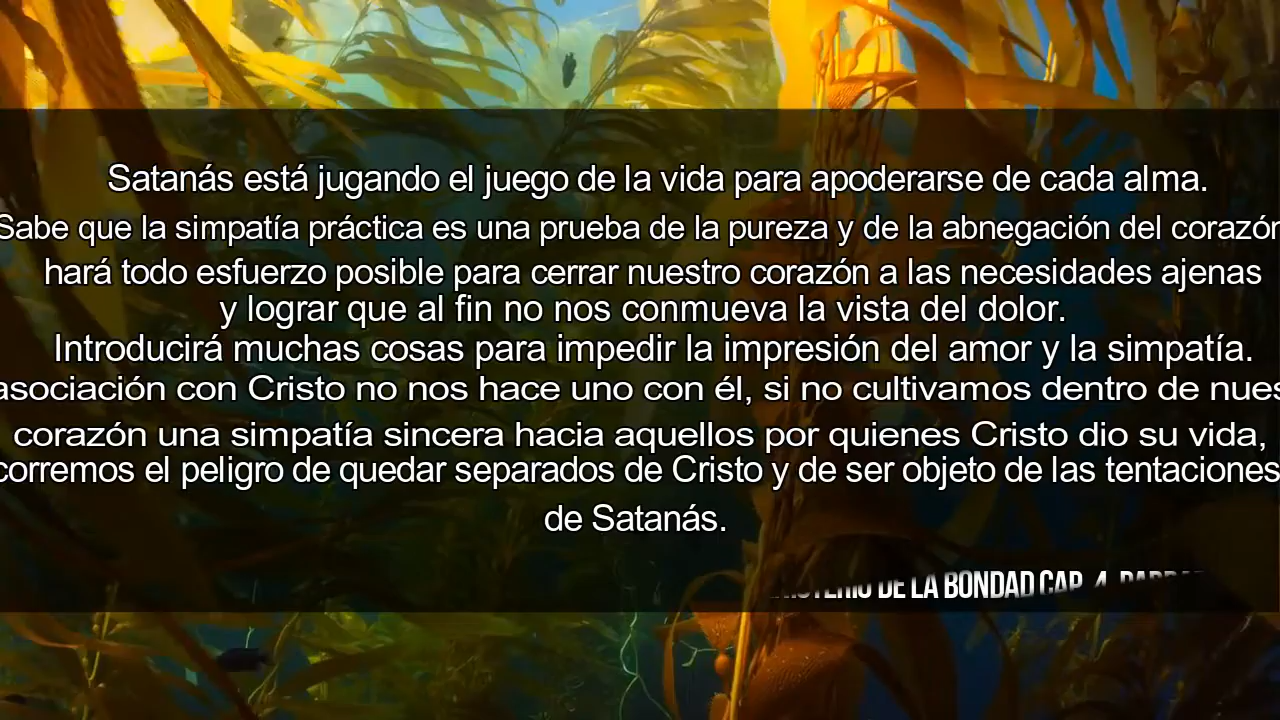 Satanás está jugando el juego de la vida para apoderarse de cada alma.
Sabe que la simpatía práctica es una prueba de la pureza y de la abnegación del corazón
hará todo esfuerzo posible para cerrar nuestro corazón a las necesidades ajenas
y lograr que al fin no nos conmueva la vista del dolor.
Introducirá muchas cosas para impedir la impresión del amor y la simpatía.
asociación con Cristo no nos hace uno con él, si no cultivamos dentro de
corazón una simpatía sincera hacia aquellos por quienes Cristo dio su vida,
corremos el peligro de quedar separados de Cristo y de ser objeto de las tentaciones
de Satanás.
DE LA BONDAD CAP. 4